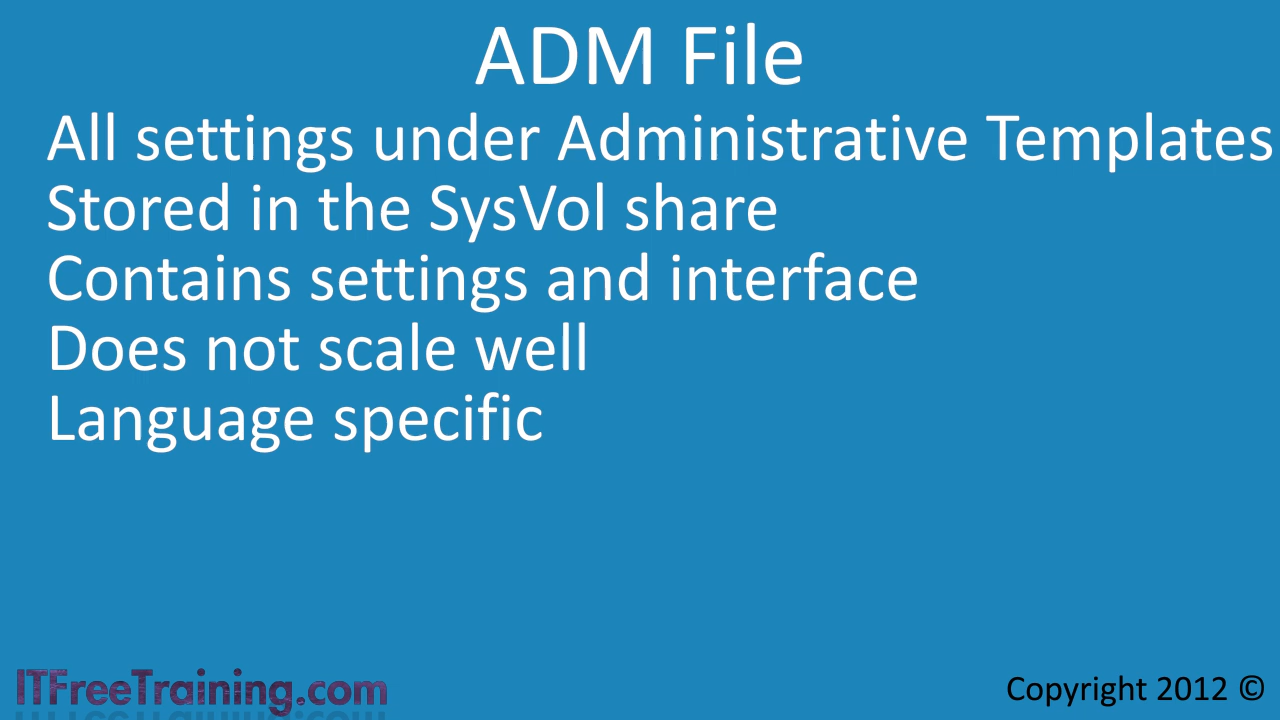 ADM File
All settings under Administrative Templates
Stored in the SysVol share
Contains settings and interface
Does not scale well
Language specific
ITFreeTraining.com
Copyright 2012 ©